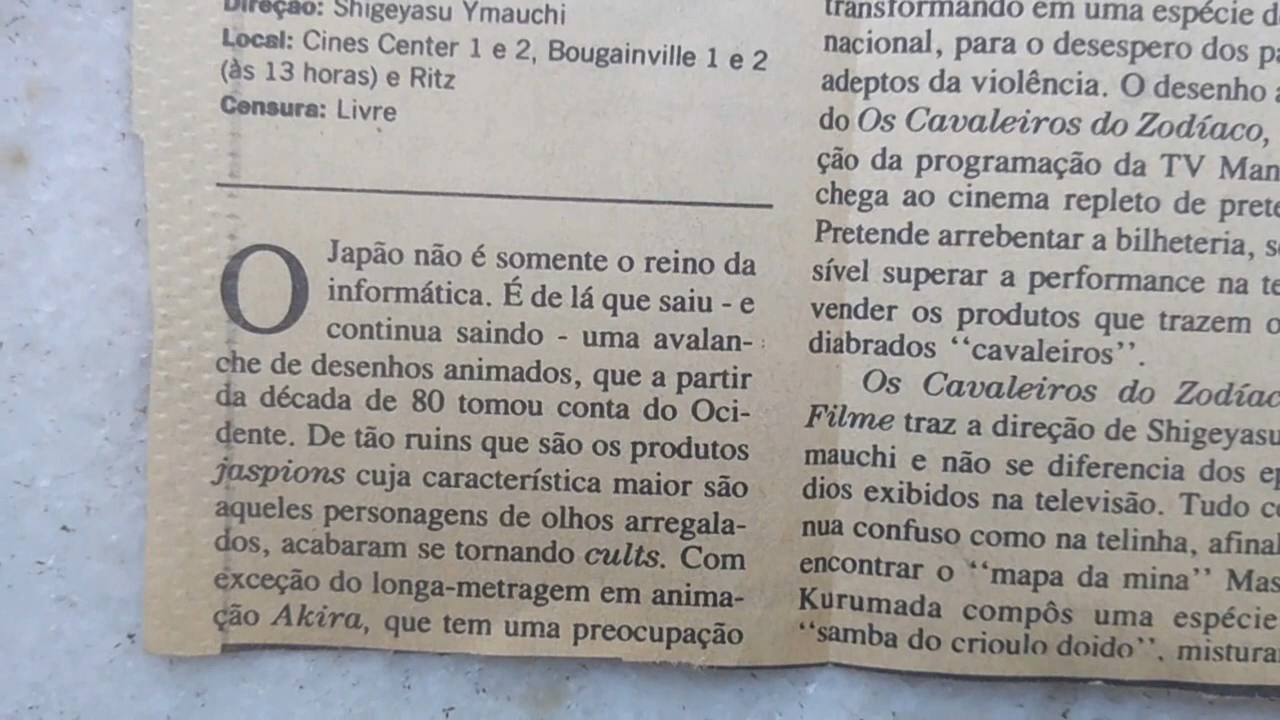 Direção: Shigeyasu Ymauchi
Local: Cines Center 1 e 2, Bougainville 1 e 2
(às 13 horas) e Ritz
Censura: Livre
O Japão não é somente o reino da
informática. É de lá que saiu - e
continua saindo - uma avalan-
che de desenhos animados, que a partir
da década de 80 tomou conta do Oci-
dente. De tão ruins que são os produtos
jaspions cuja característica maior são
aqueles personagens de olhos arregala-
dos, acabaram se tornando cults. Com
exceção do longa-metragem em anima-
ção Akira, que tem uma preocupação
transformando em uma espécie d
nacional, para o desespero dos pa
adeptos da violência. O desenho a
do Os Cavaleiros do Zodíaco,
ção da programação da TV Man
chega ao cinema repleto de prete
Pretende arrebentar a bilheteria, se
sível superar a performance na te
vender os produtos que trazem o
diabrados "cavaleiros".
Os Cavaleiros do Zodíac
Filme traz a direção de Shigeyasu
mauchi e não se diferencia dos ep
dios exibidos na televisão. Tudo co
nua confuso como na telinha, afinal
encontrar o "mapa da mina" Mas
Kurumada compôs uma espécie
"samba do crioulo doido", mistura